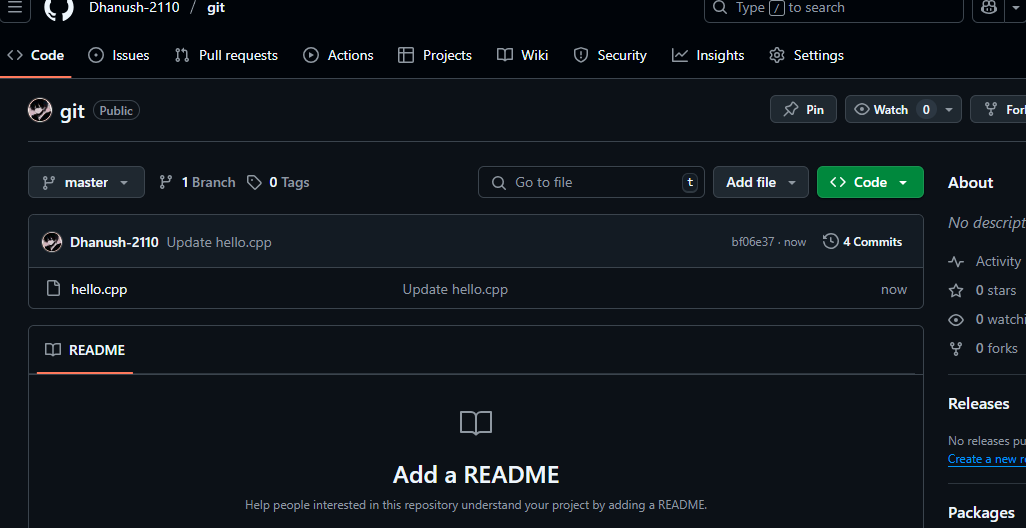 Dhanush-2110 / git
Type / to search
Code Issues Pull requests Actions Projects Wiki Security Insights Settings
git Public
Pin Watch 0 Fork
master 1 Branch 0 Tags
Go to file t Add file Code
Dhanush-2110 Update hello.cpp bf06e37 · now 4 Commits
hello.cpp Update hello.cpp now
README
Add a README
Help people interested in this repository understand your project by adding a README.
About
No descript
Activity
0 stars
0 watchi
0 forks
Releases
No releases pu
Create a new r
Packages